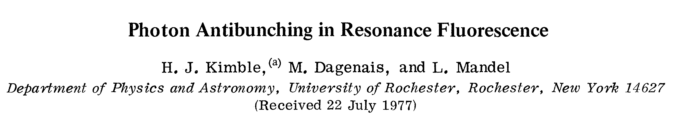 Photon Antibunching in Resonance Fluorescence
H. J. Kimble,(a) M. Dagenais, and L. Mandel
Department of Physics and Astronomy, University of Rochester, Rochester, New York 14627
(Received 22 July 1977)